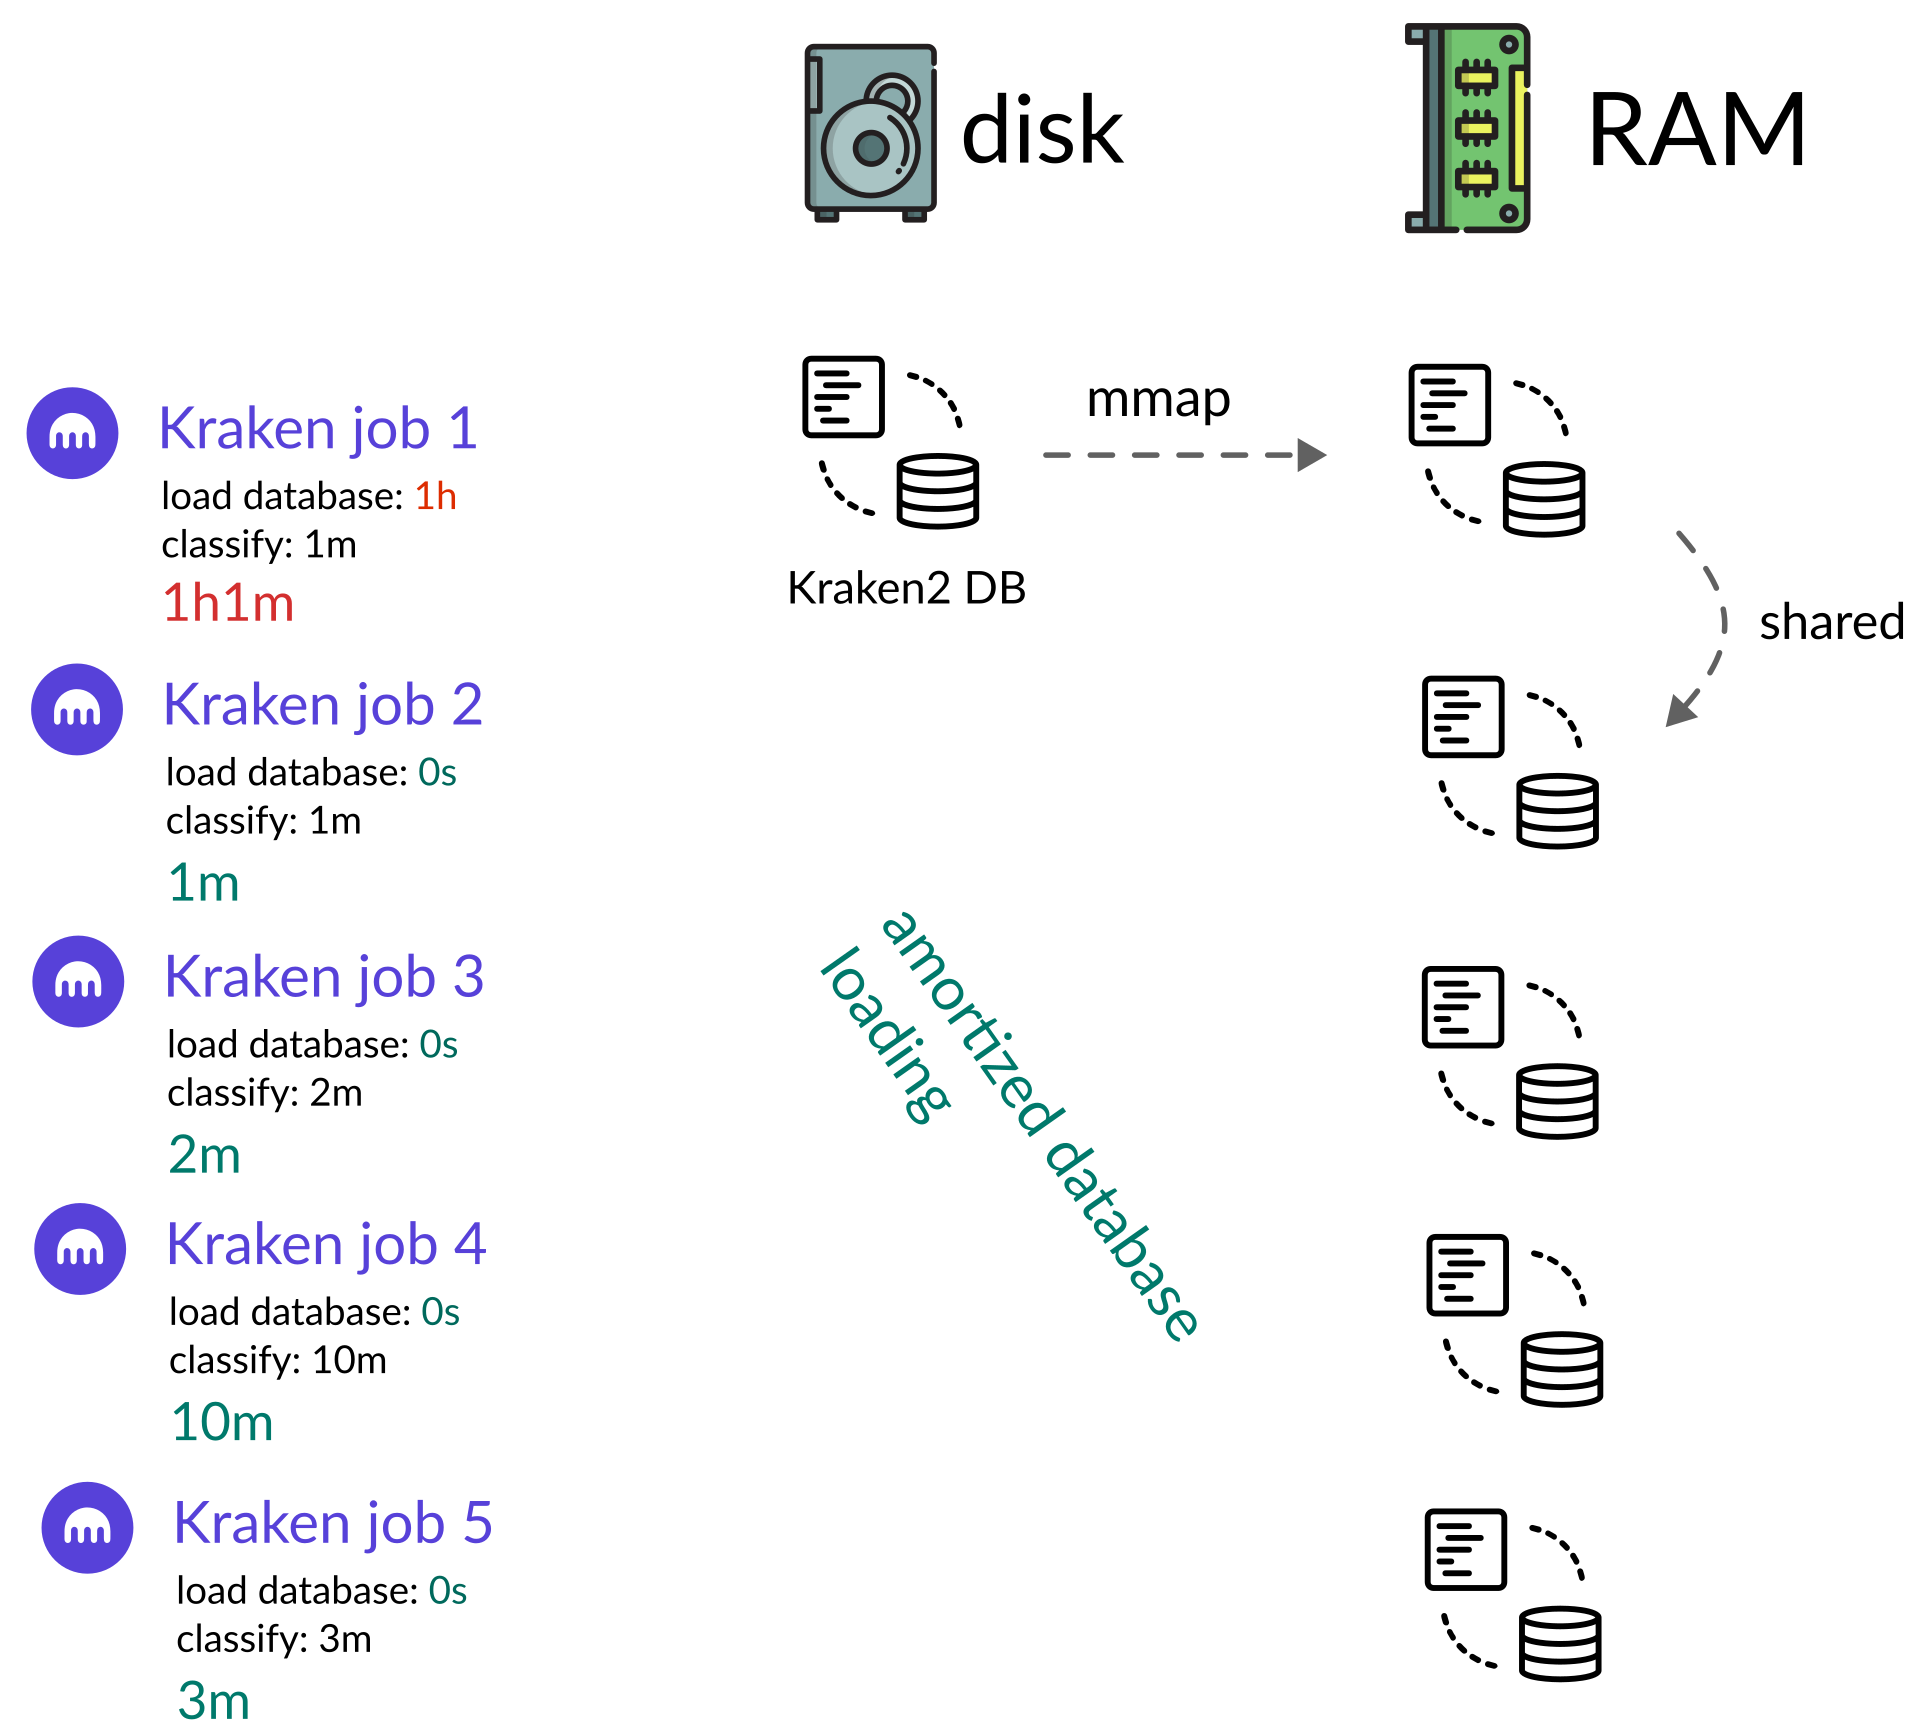 disk
RAM
Kraken job 1
load database: 1h
classify: 1m
1h1m
mmap
Kraken2 DB
shared
Kraken job 2
load database: 0s
classify: 1m
1m
amortized database
loading
Kraken job 3
load database: 0s
classify: 2m
2m
Kraken job 4
load database: 0s
classify: 10m
10m
Kraken job 5
load database: 0s
classify: 3m
3m